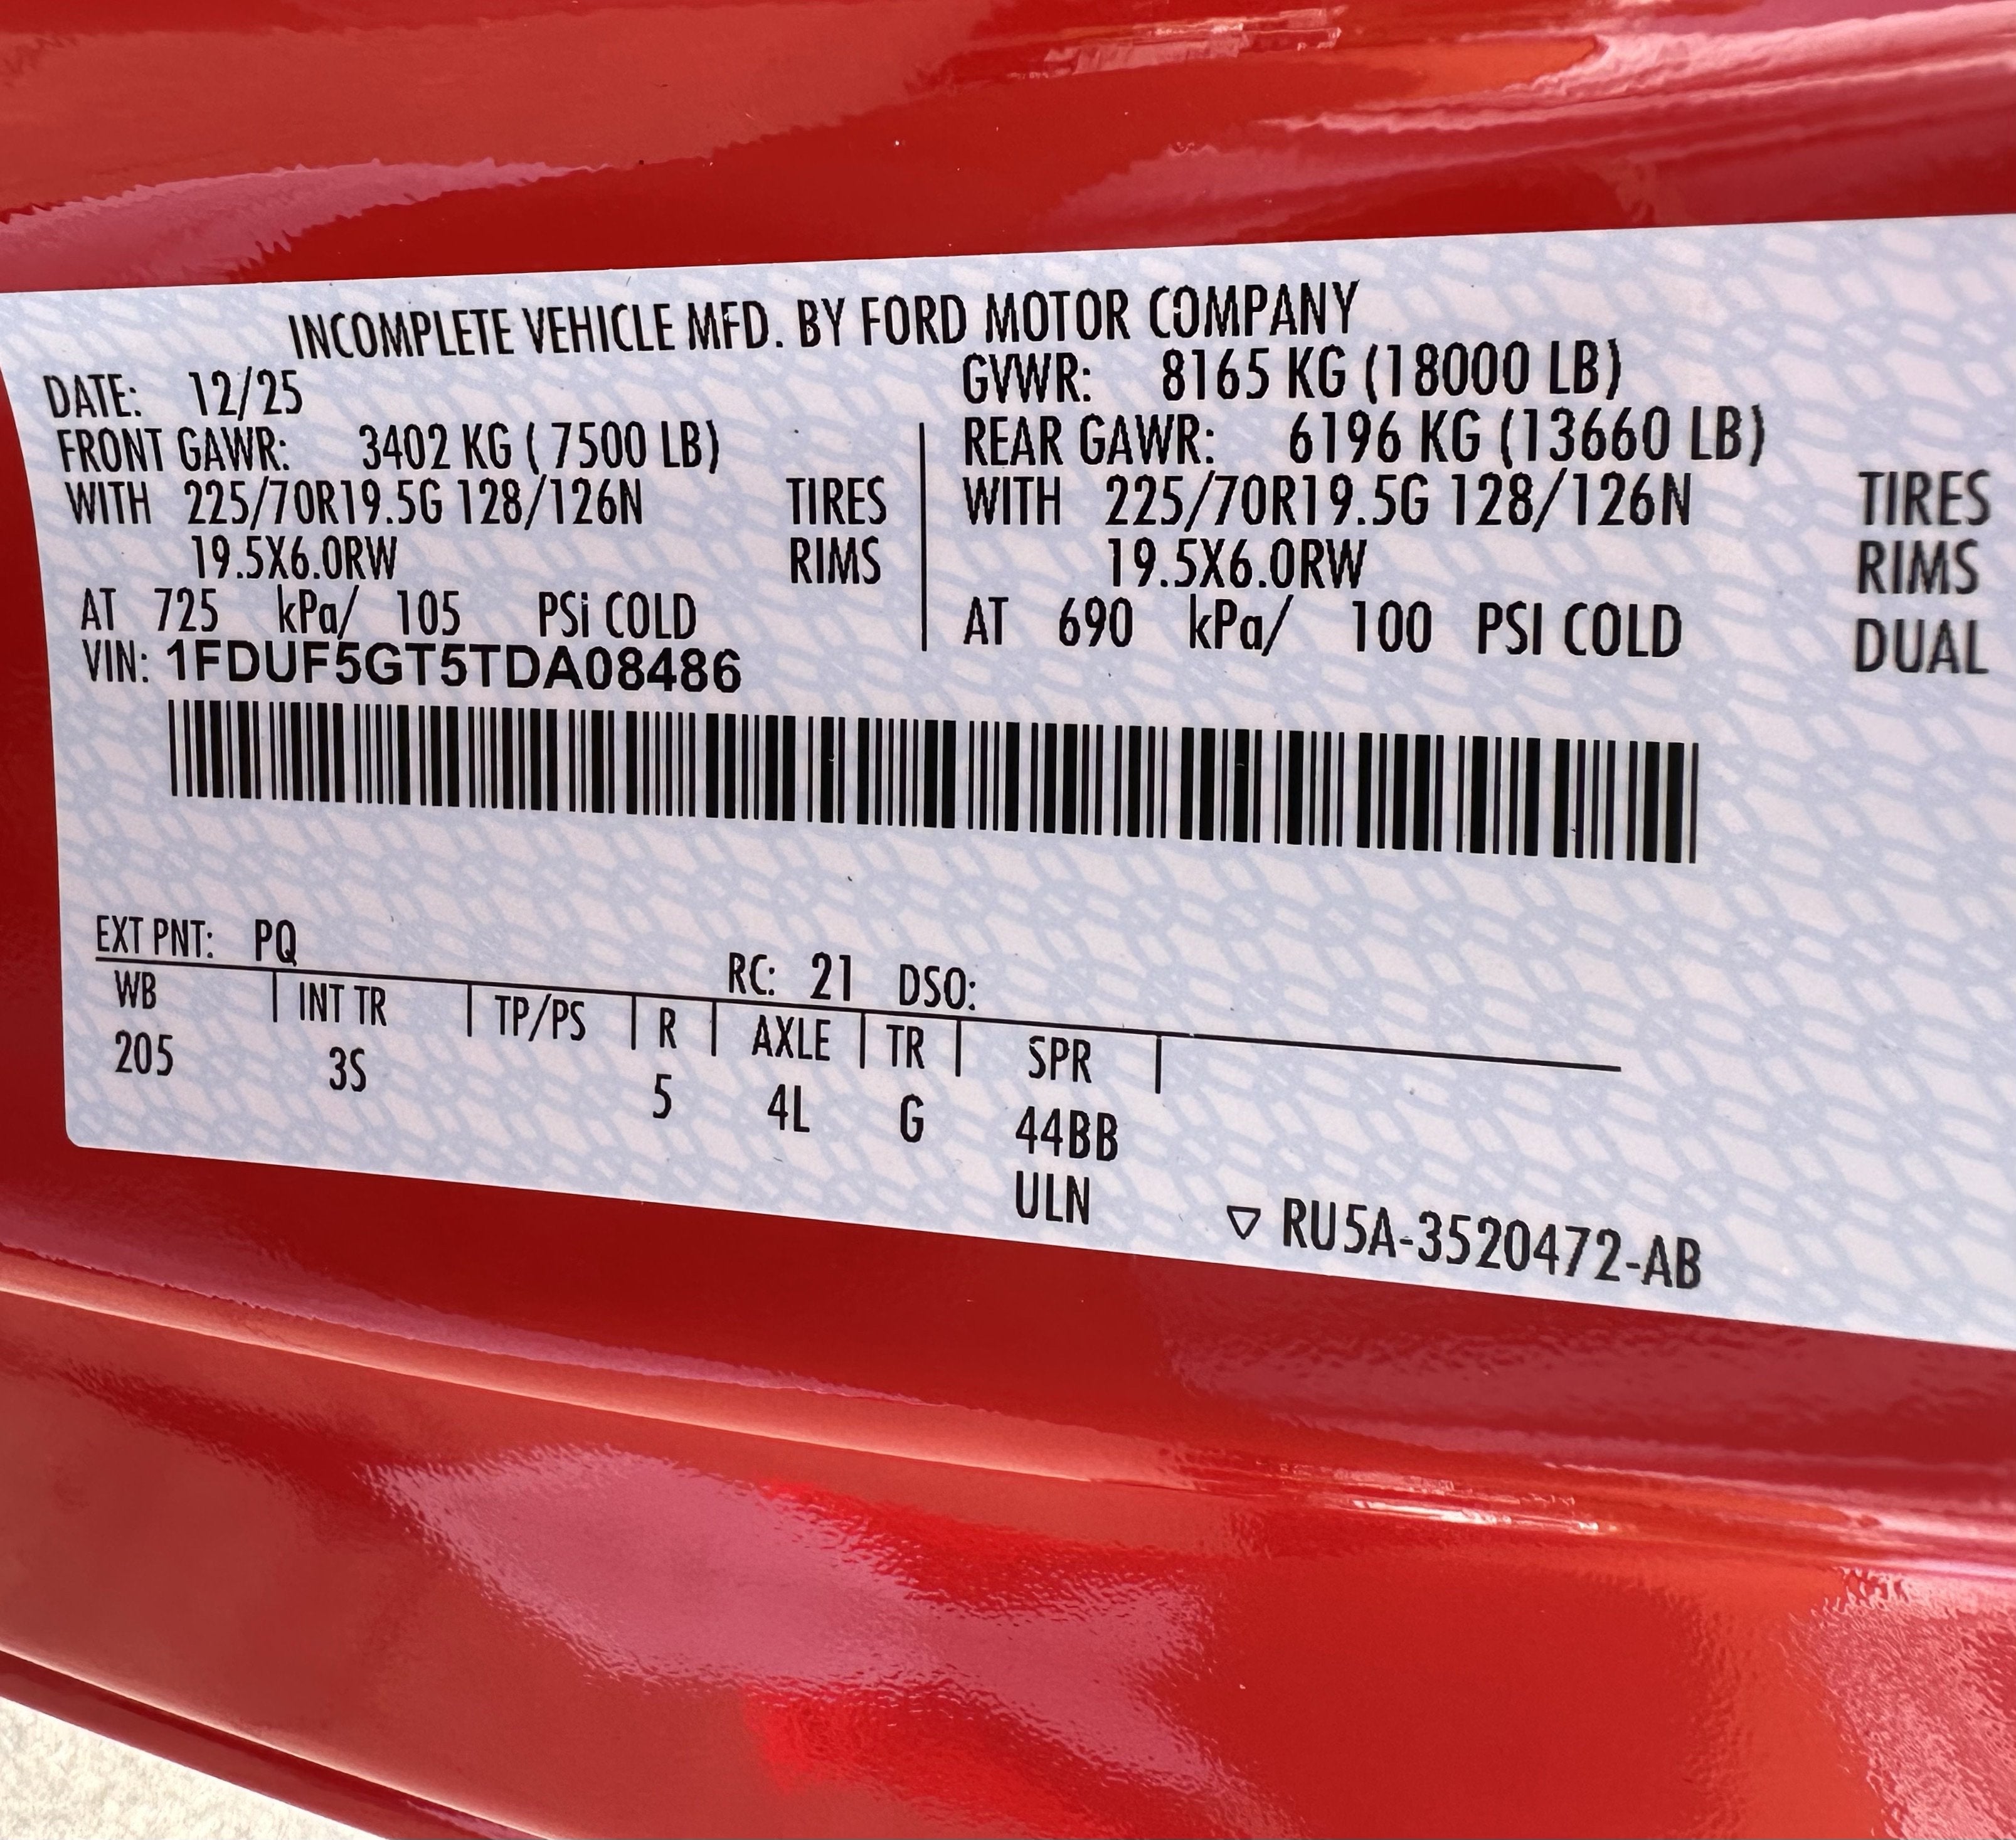 INCOMPLETE VEHICLE MFD. BY FORD MOTOR COMPANY
DATE: 12/25 GVWR: 8165 KG (18000 LB)
FRONT GAWR: 3402 KG ( 7500 LB) REAR GAWR: 6196 KG (13660 LB)
WITH 225/70R19.5G 128/126N TIRES WITH 225/70R19.5G 128/126N TIRES
19.5X6.0RW RIMS 19.5X6.0RW RIMS
AT 725 kPa/ 105 PSi COLD AT 690 kPa/ 100 PSI COLD DUAL
VIN: 1FDUF5GT5TDA08486
EXT PNT: PQ RC: 21 DSO:
WB INT TR TP/PS R AXLE TR SPR
205 3S 5 4L G 44BB
ULN
▽ RU5A-3520472-AB